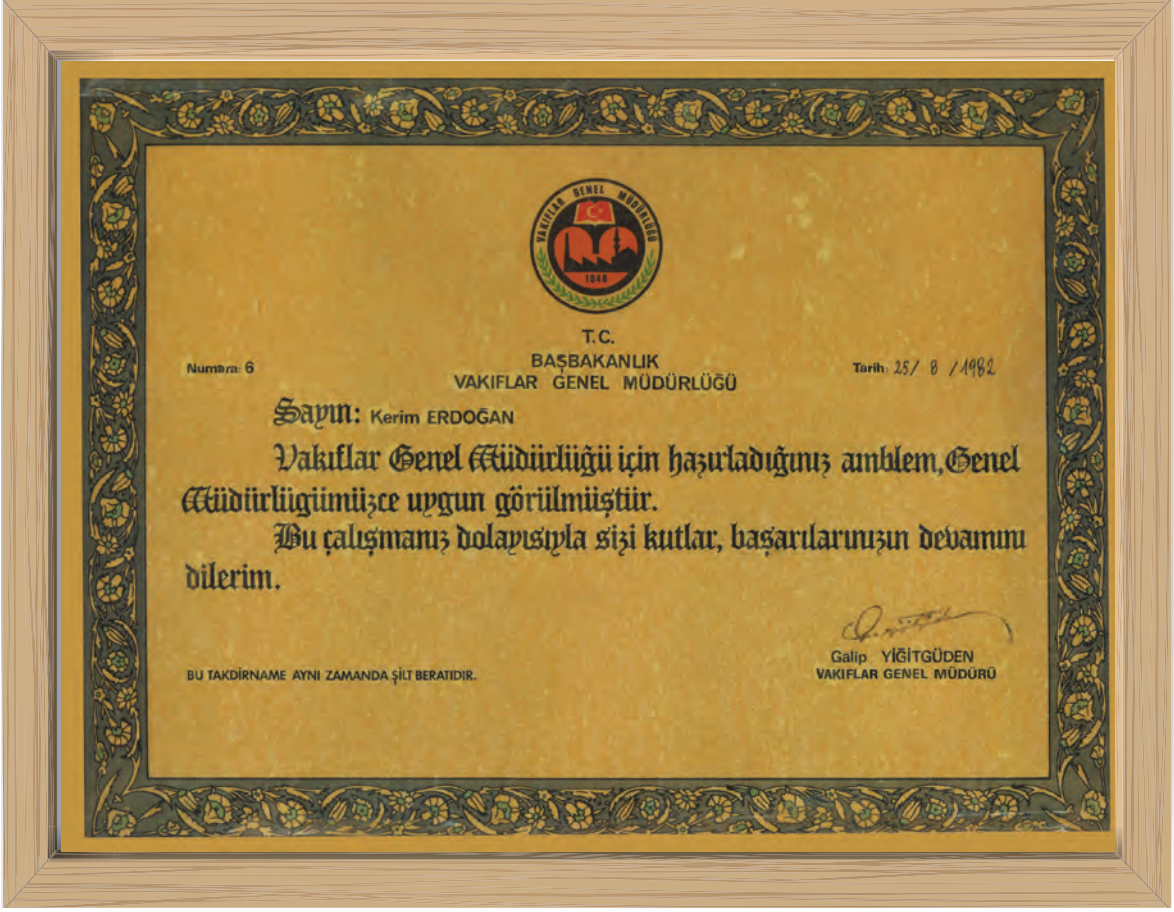 VAKIFLAR GENEL MÜDÜRLÜĞÜ
1048
T.C.
BAŞBAKANLIK
VAKIFLAR GENEL MÜDÜRLÜĞÜ
Numara: 6
Tarih: 25/ 8 /1982
Sayın: Kerim ERDOĞAN
Vakıflar Genel Müdürlüğü için hazırladığınız amblem, Genel
Müdürlügümüzce uygun görülmüştür.
Bu çalışmanız dolayısıyla sizi kutlar, başarılarınızın devamını
dilerim.
Galip YİĞİTGÜDEN
VAKIFLAR GENEL MÜDÜRÜ
BU TAKDİRNAME AYNI ZAMANDA ŞİLT BERATIDIR.